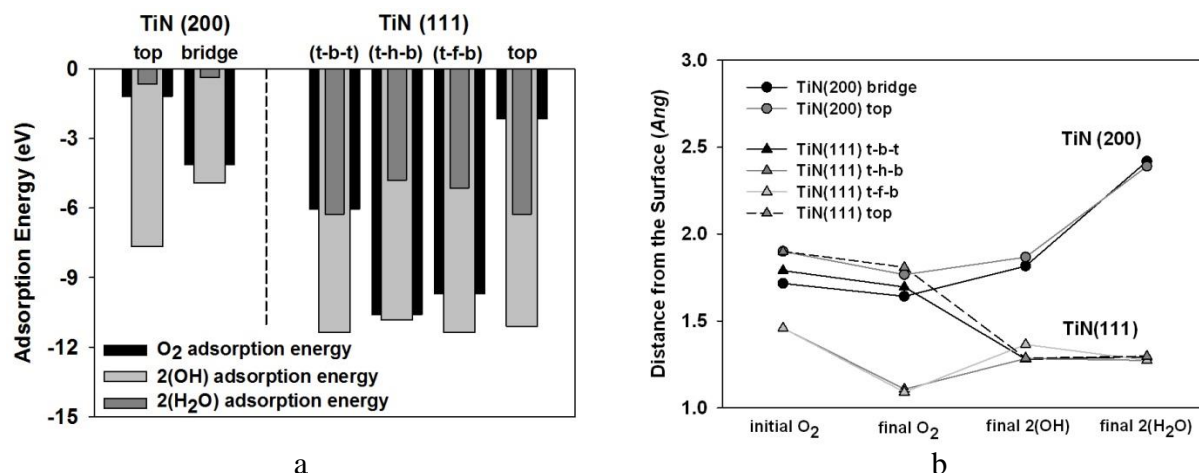 TiN (200) TiN (111)
top bridge (t-b-t) (t-h-b) (t-f-b) top
0
-3
-6
-9
-12
-15
Adsorption Energy (eV)
O₂ adsorption energy
2(OH) adsorption energy
2(H₂O) adsorption energy
a
3.0
2.5
2.0
1.5
1.0
Distance from the Surface (Ang)
TiN(200) bridge
TiN(200) top
TiN(111) t-b-t
TiN(111) t-h-b
TiN(111) t-f-b
TiN(111) top
TiN (200)
TiN(111)
initial O₂ final O₂ final 2(OH) final 2(H₂O)
b